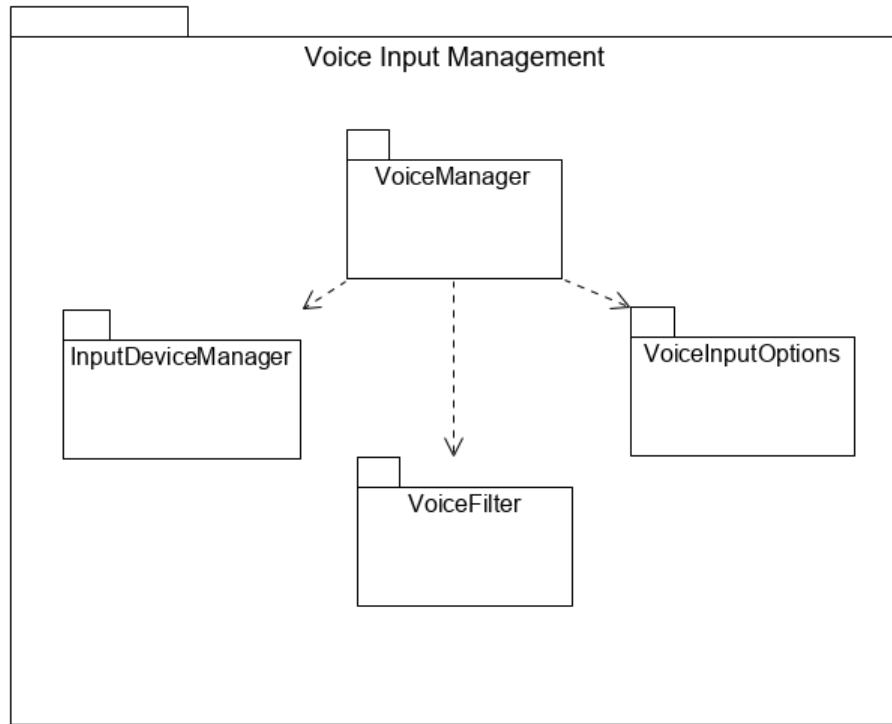 Voice Input Management
VoiceManager
InputDeviceManager
VoiceInputOptions
VoiceFilter